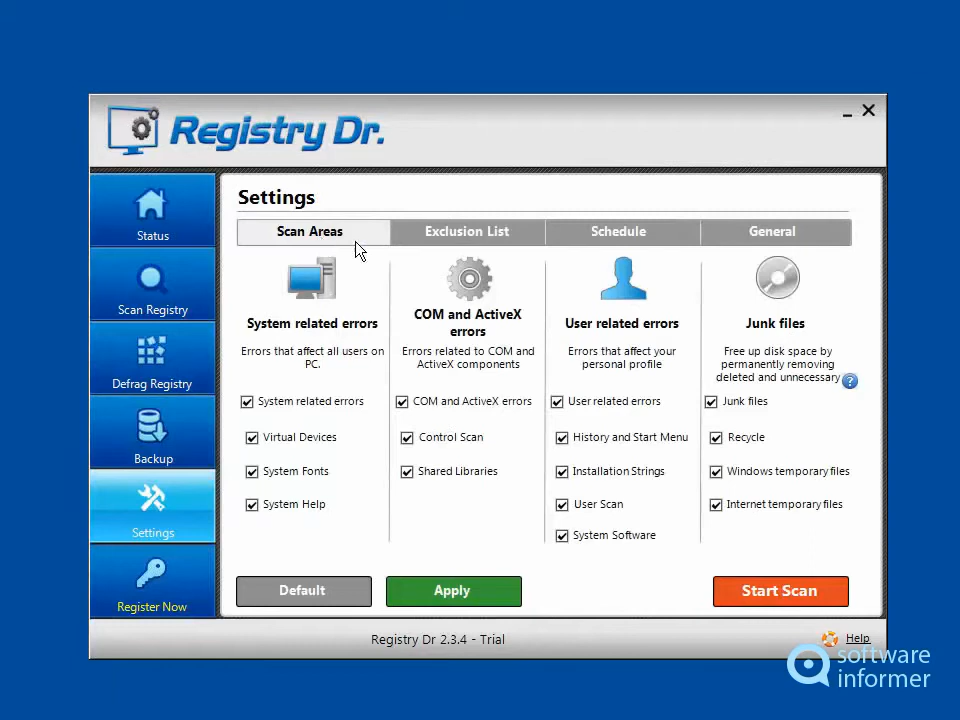 Registry Dr.
Settings
Status
Scan Registry
Defrag Registry
Backup
Settings
Register Now
Scan Areas
Exclusion List
Schedule
General
System related errors
Errors that affect all users on
PC.
System related errors
Virtual Devices
System Fonts
System Help
COM and ActiveX
errors
Errors related to COM and
ActiveX components
COM and ActiveX errors
Control Scan
Shared Libraries
User related errors
Errors that affect your
personal profile
User related errors
History and Start Menu
Installation Strings
User Scan
System Software
Junk files
Free up disk space by
permanently removing
deleted and unnecessary
?
Junk files
Recycle
Windows temporary files
Internet temporary files
Default
Apply
Start Scan
Registry Dr 2.3.4 - Trial
Help
software
informer